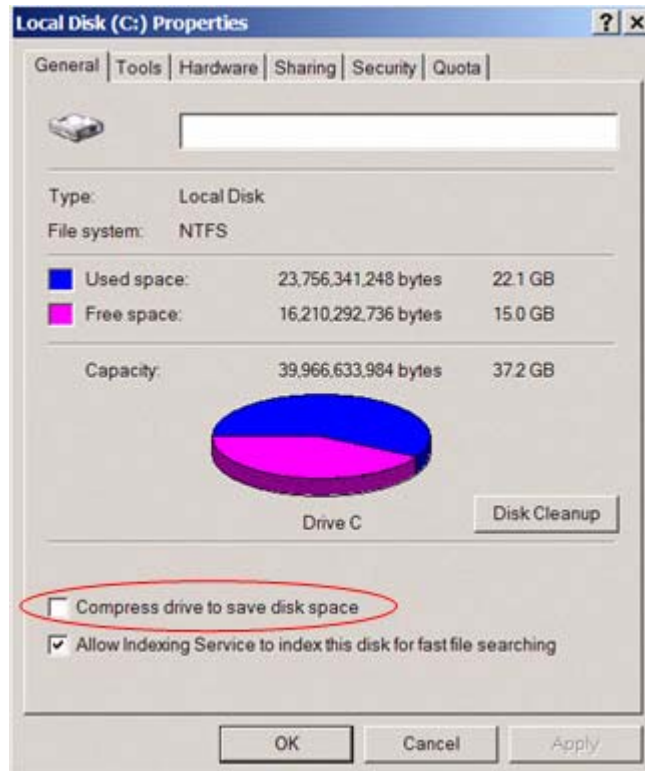 Local Disk (C:) Properties
General Tools Hardware Sharing Security Quota
Type: Local Disk
File system: NTFS
Used space: 23,756,341,248 bytes 22.1 GB
Free space: 16,210,292,736 bytes 15.0 GB
Capacity: 39,966,633,984 bytes 37.2 GB
Drive C
Disk Cleanup
Compress drive to save disk space
Allow Indexing Service to index this disk for fast file searching
OK Cancel Apply